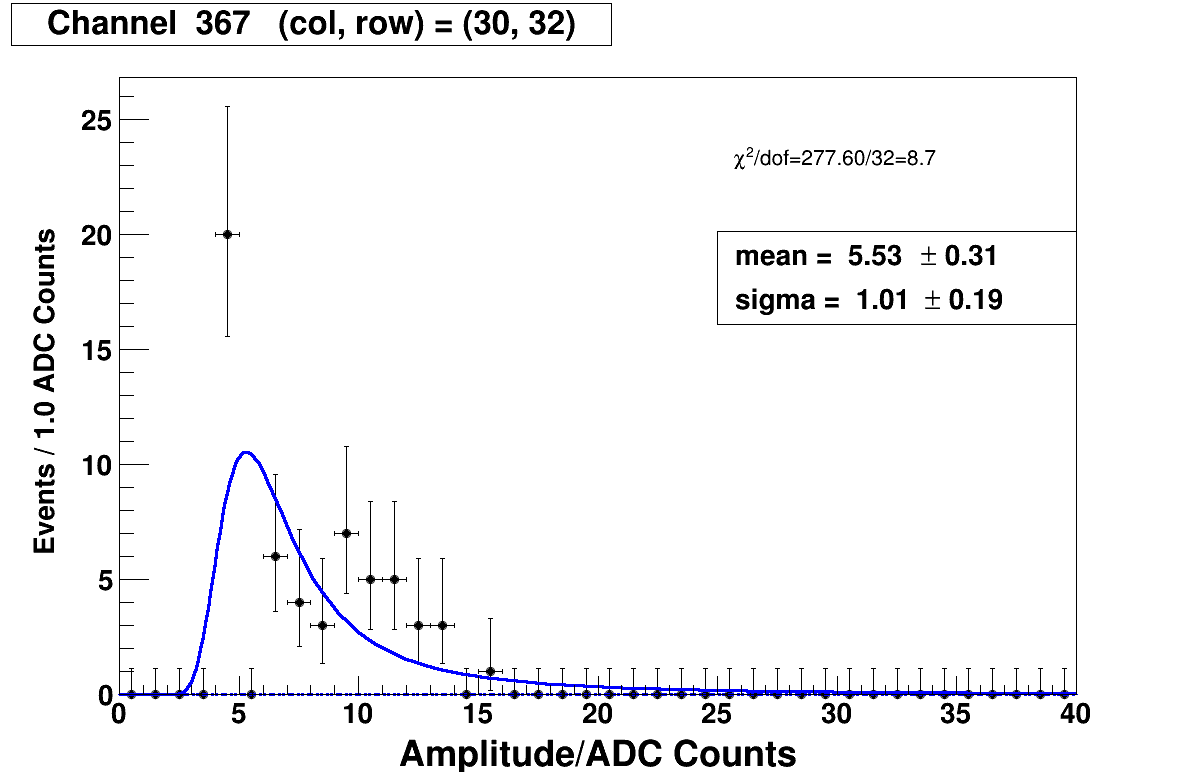 Channel 367 (col, row) = (30, 32)
χ²/dof=277.60/32=8.7
mean = 5.53 ± 0.31
sigma = 1.01 ± 0.19
Events / 1.0 ADC Counts
25
20
15
10
5
0
0 5 10 15 20 25 30 35 40
Amplitude/ADC Counts